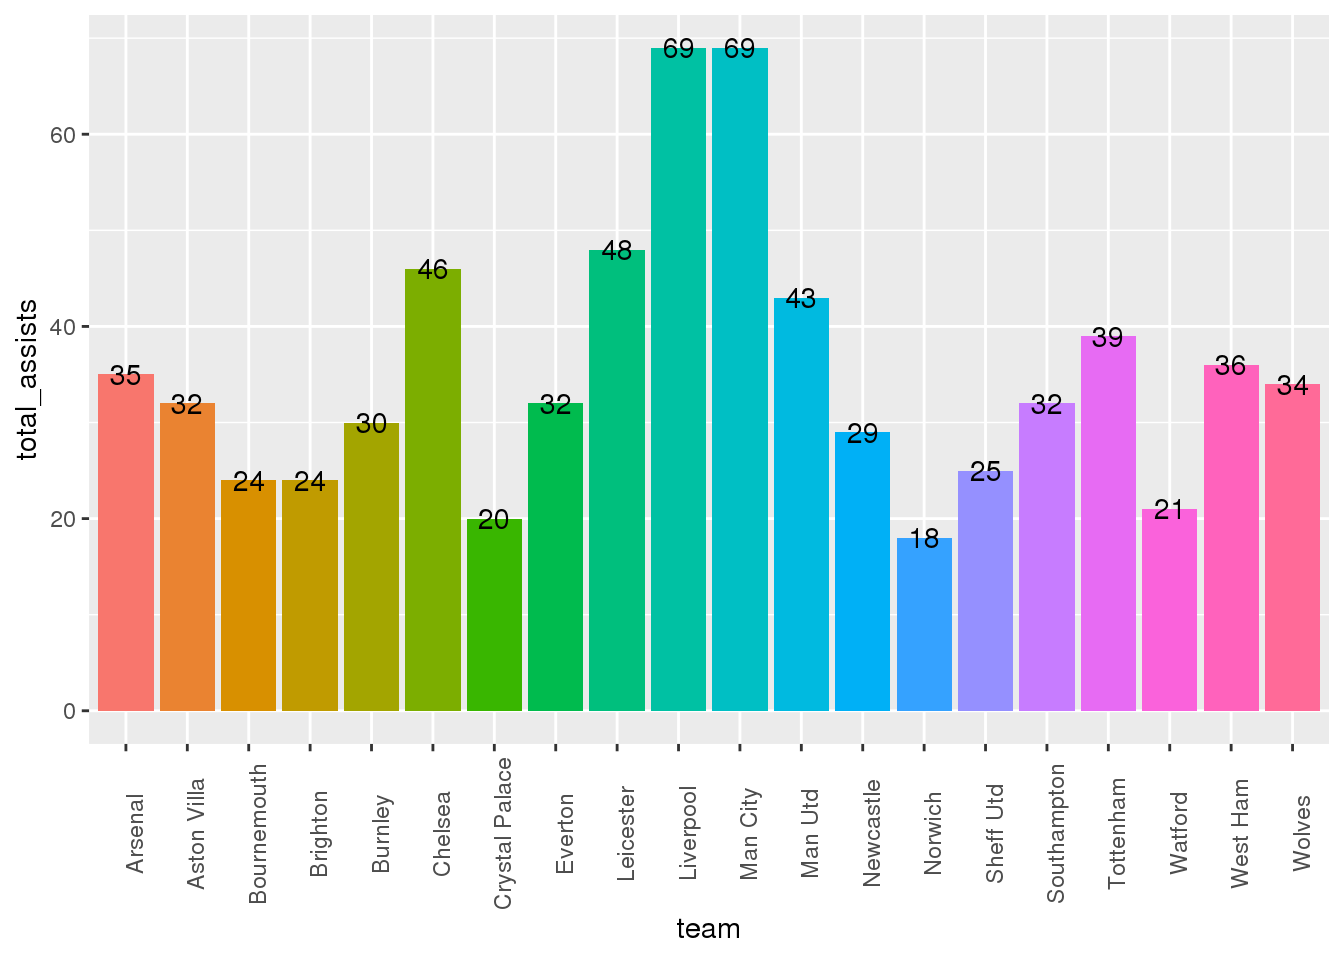 total_assists
60
40
20
0
35
32
24
24
30
46
20
32
48
69
69
43
29
18
25
32
39
21
36
34
Arsenal
Aston Villa
Bournemouth
Brighton
Burnley
Chelsea
Crystal Palace
Everton
Leicester
Liverpool
Man City
Man Utd
Newcastle
Norwich
Sheff Utd
Southampton
Tottenham
Watford
West Ham
Wolves
team